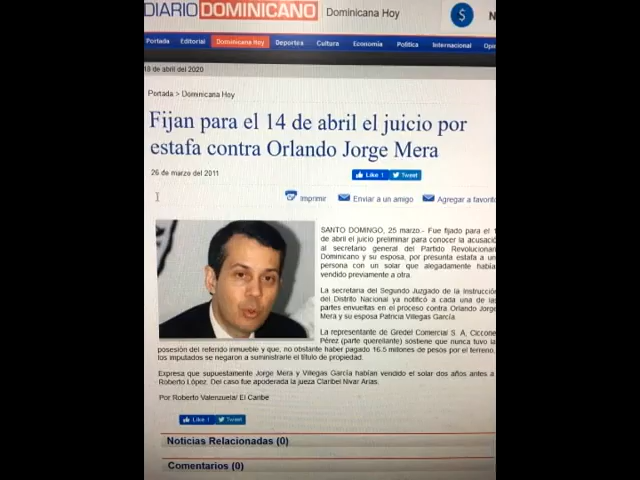 DIARIO DOMINICANO Dominicana Hoy $ N
Portada Editorial Dominicana Hoy Deportes Cultura Economía Política Internacional Opi
18 de abril del 2020
Portada > Dominicana Hoy
Fijan para el 14 de abril el juicio por
estafa contra Orlando Jorge Mera
26 de marzo del 2011
Like 1 Tweet
Imprimir Enviar a un amigo Agregar a favorito
SANTO DOMINGO, 25 marzo.- Fue fijado para el 1
de abril el juicio preliminar para conocer la acusació
al secretario general del Partido Revolucionari
Dominicano y su esposa, por presunta estafa a un
persona con un solar que alegadamente había
vendido previamente a otra.
La secretaria del Segundo Juzgado de la Instrucción
del Distrito Nacional ya notificó a cada una de las
partes envueltas en el proceso contra Orlando Jorge
Mera y su esposa Patricia Villegas García.
La representante de Gredel Comercial S. A, Ciccone
Pérez (parte querellante) sostiene que nunca tuvo la
posesión del referido inmueble y que, no obstante haber pagado 16.5 millones de pesos por el terreno,
los imputados se negaron a suministrarle el título de propiedad.
Expresa que supuestamente Jorge Mera y Villegas García habían vendido el solar dos años antes a
Roberto López. Del caso fue apoderada la jueza Claribel Nivar Arias.
Por Roberto Valenzuela/ El Caribe
Like 1 Tweet
Noticias Relacionadas (0)
Comentarios (0)